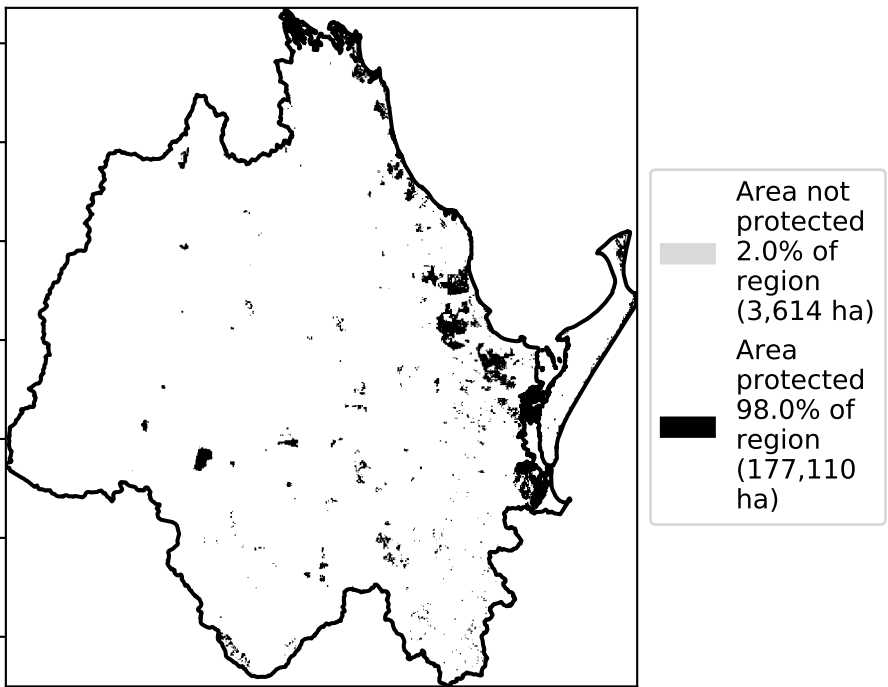 Area not
protected
2.0% of
region
(3,614 ha)
Area
protected
98.0% of
region
(177,110
ha)